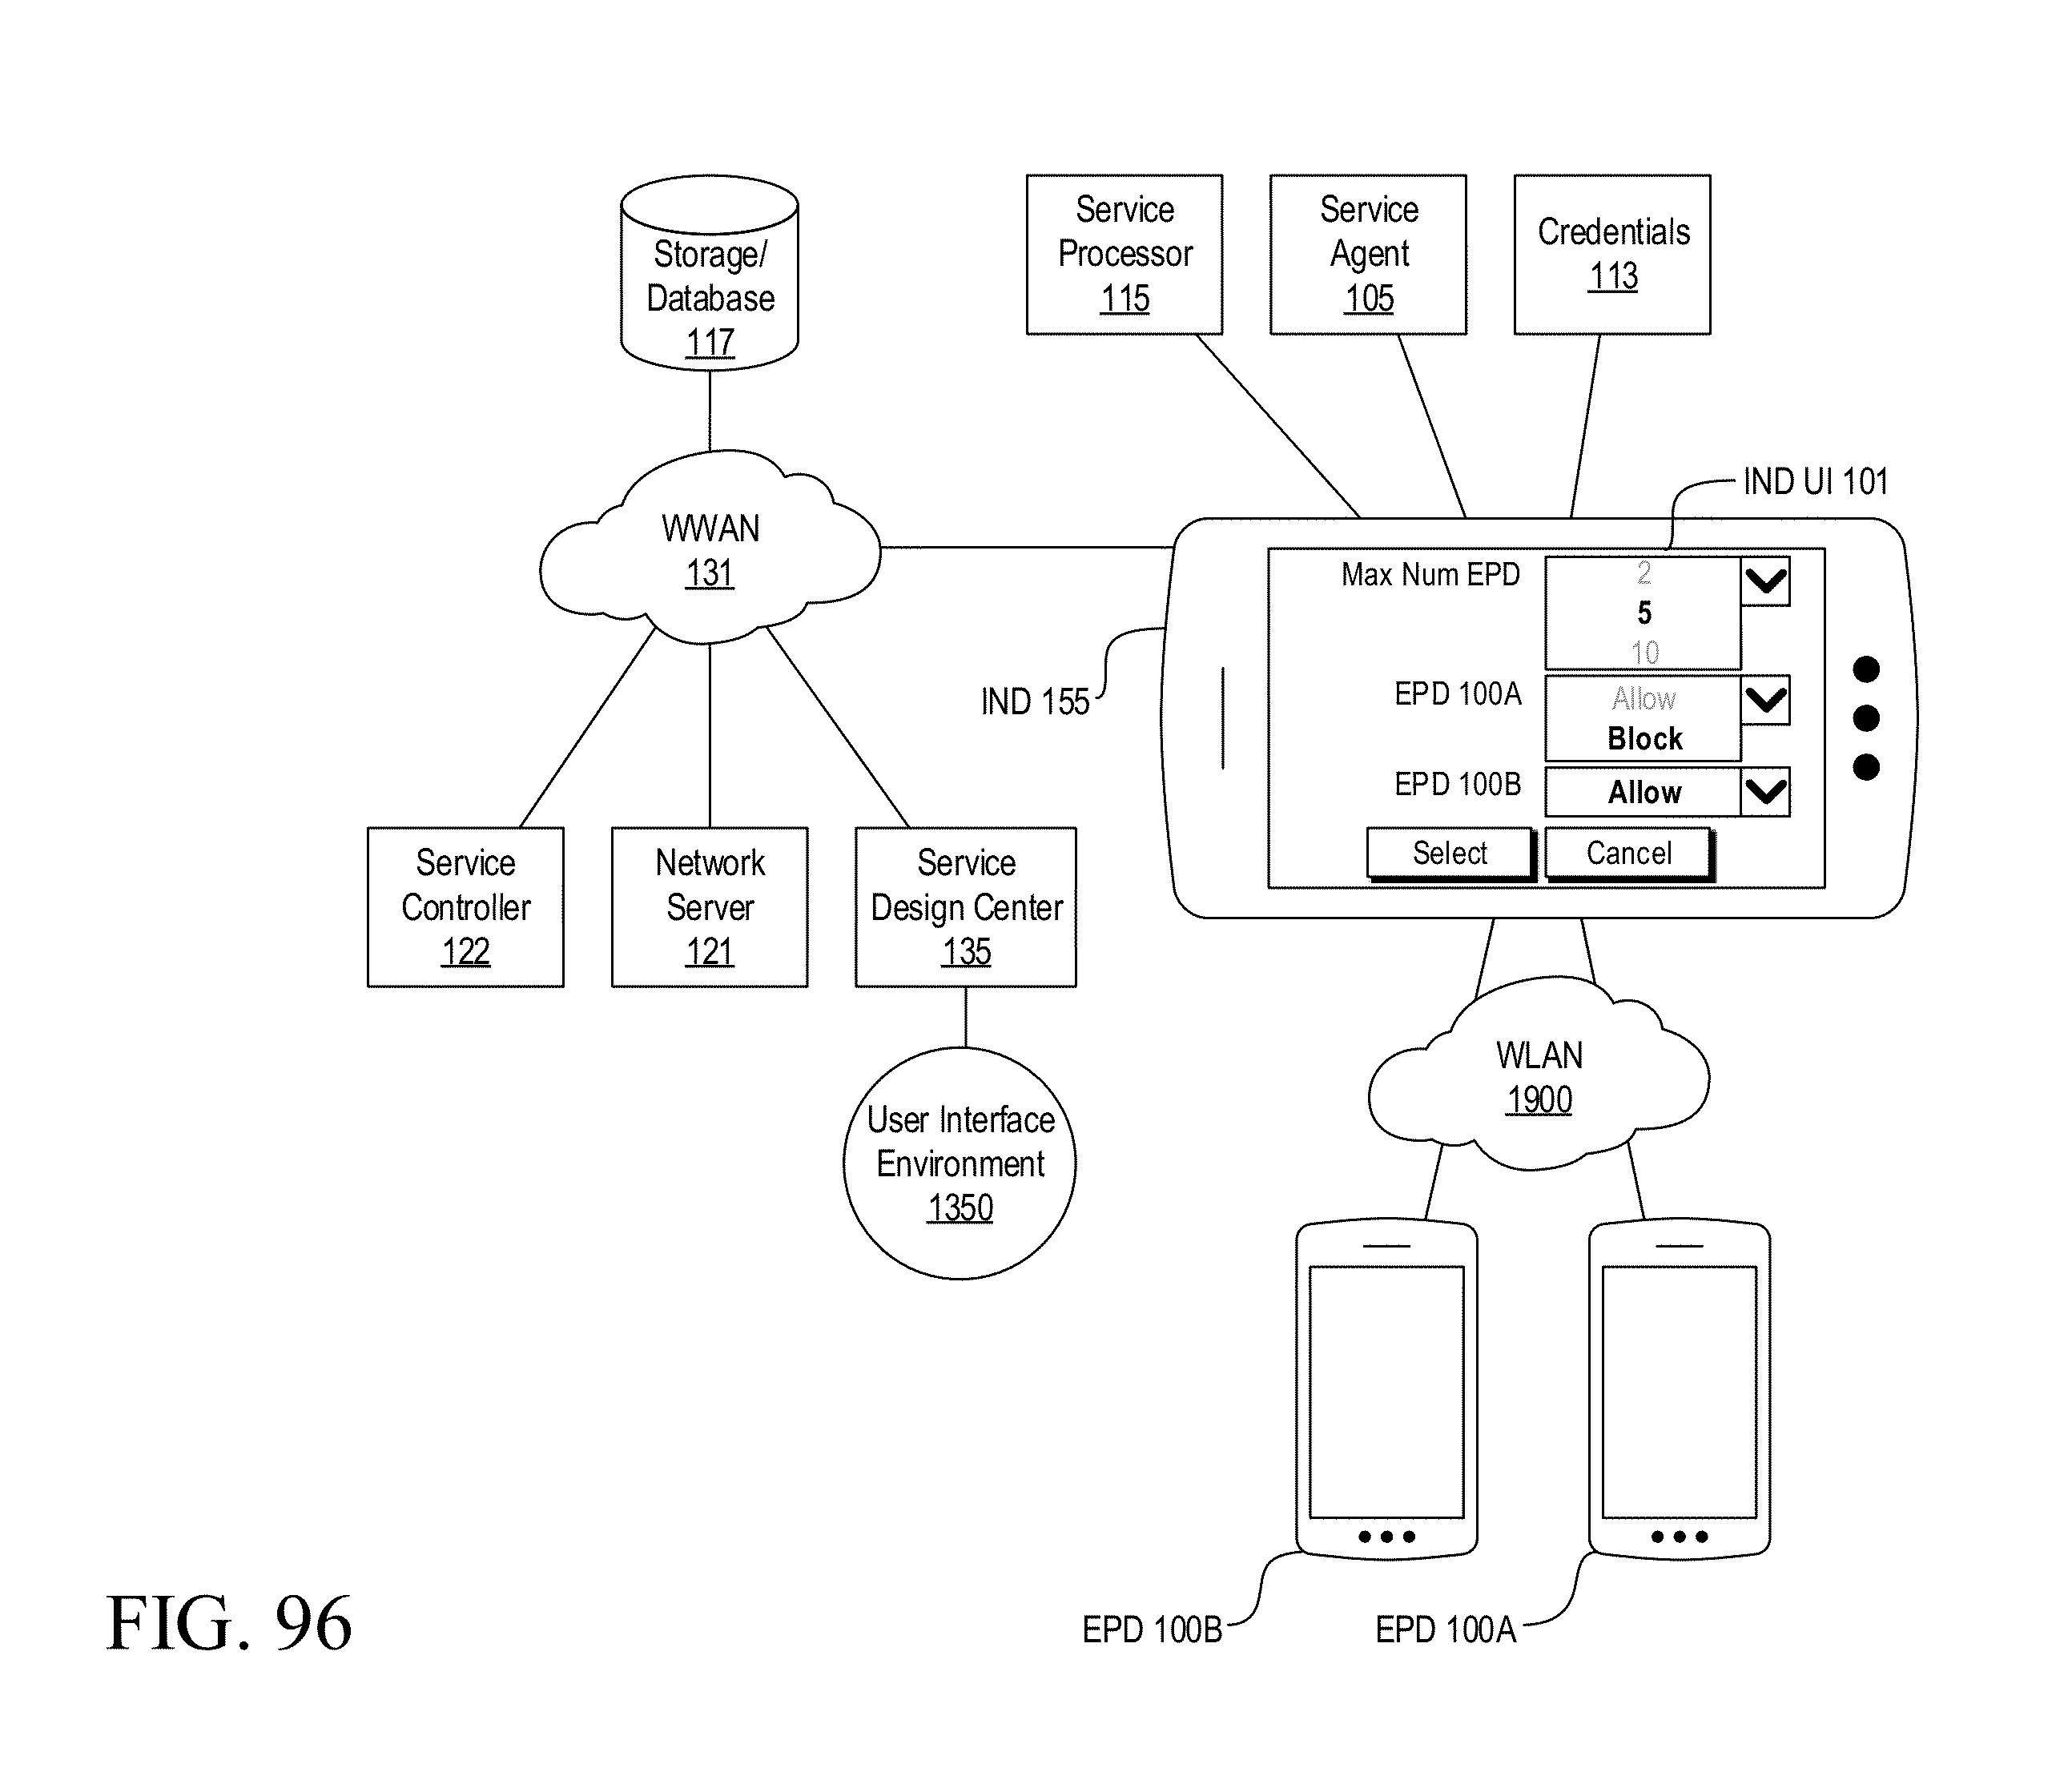 Storage/
Database
117
Service
Processor
115
Service
Agent
105
Credentials
113
WWAN
131
IND UI 101
IND 155
Max Num EPD
2
5
10
EPD 100A
Allow
Block
EPD 100B
Allow
Select
Cancel
Service
Controller
122
Network
Server
121
Service
Design Center
135
User Interface
Environment
1350
WLAN
1900
EPD 100B
EPD 100A
FIG. 96